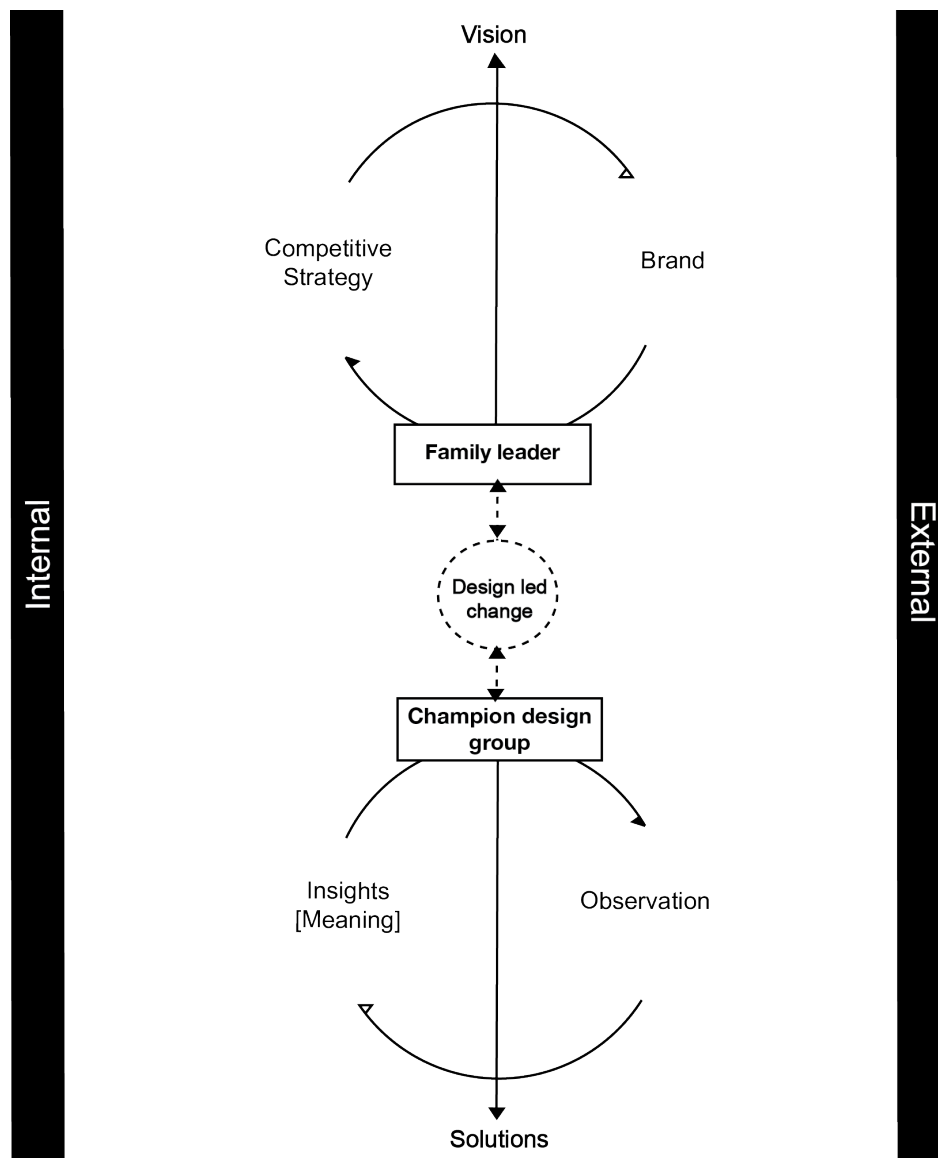 Vision
Competitive
Strategy
Brand
Family leader
Internal
External
Design led
change
Champion design
group
Insights
[Meaning]
Observation
Solutions